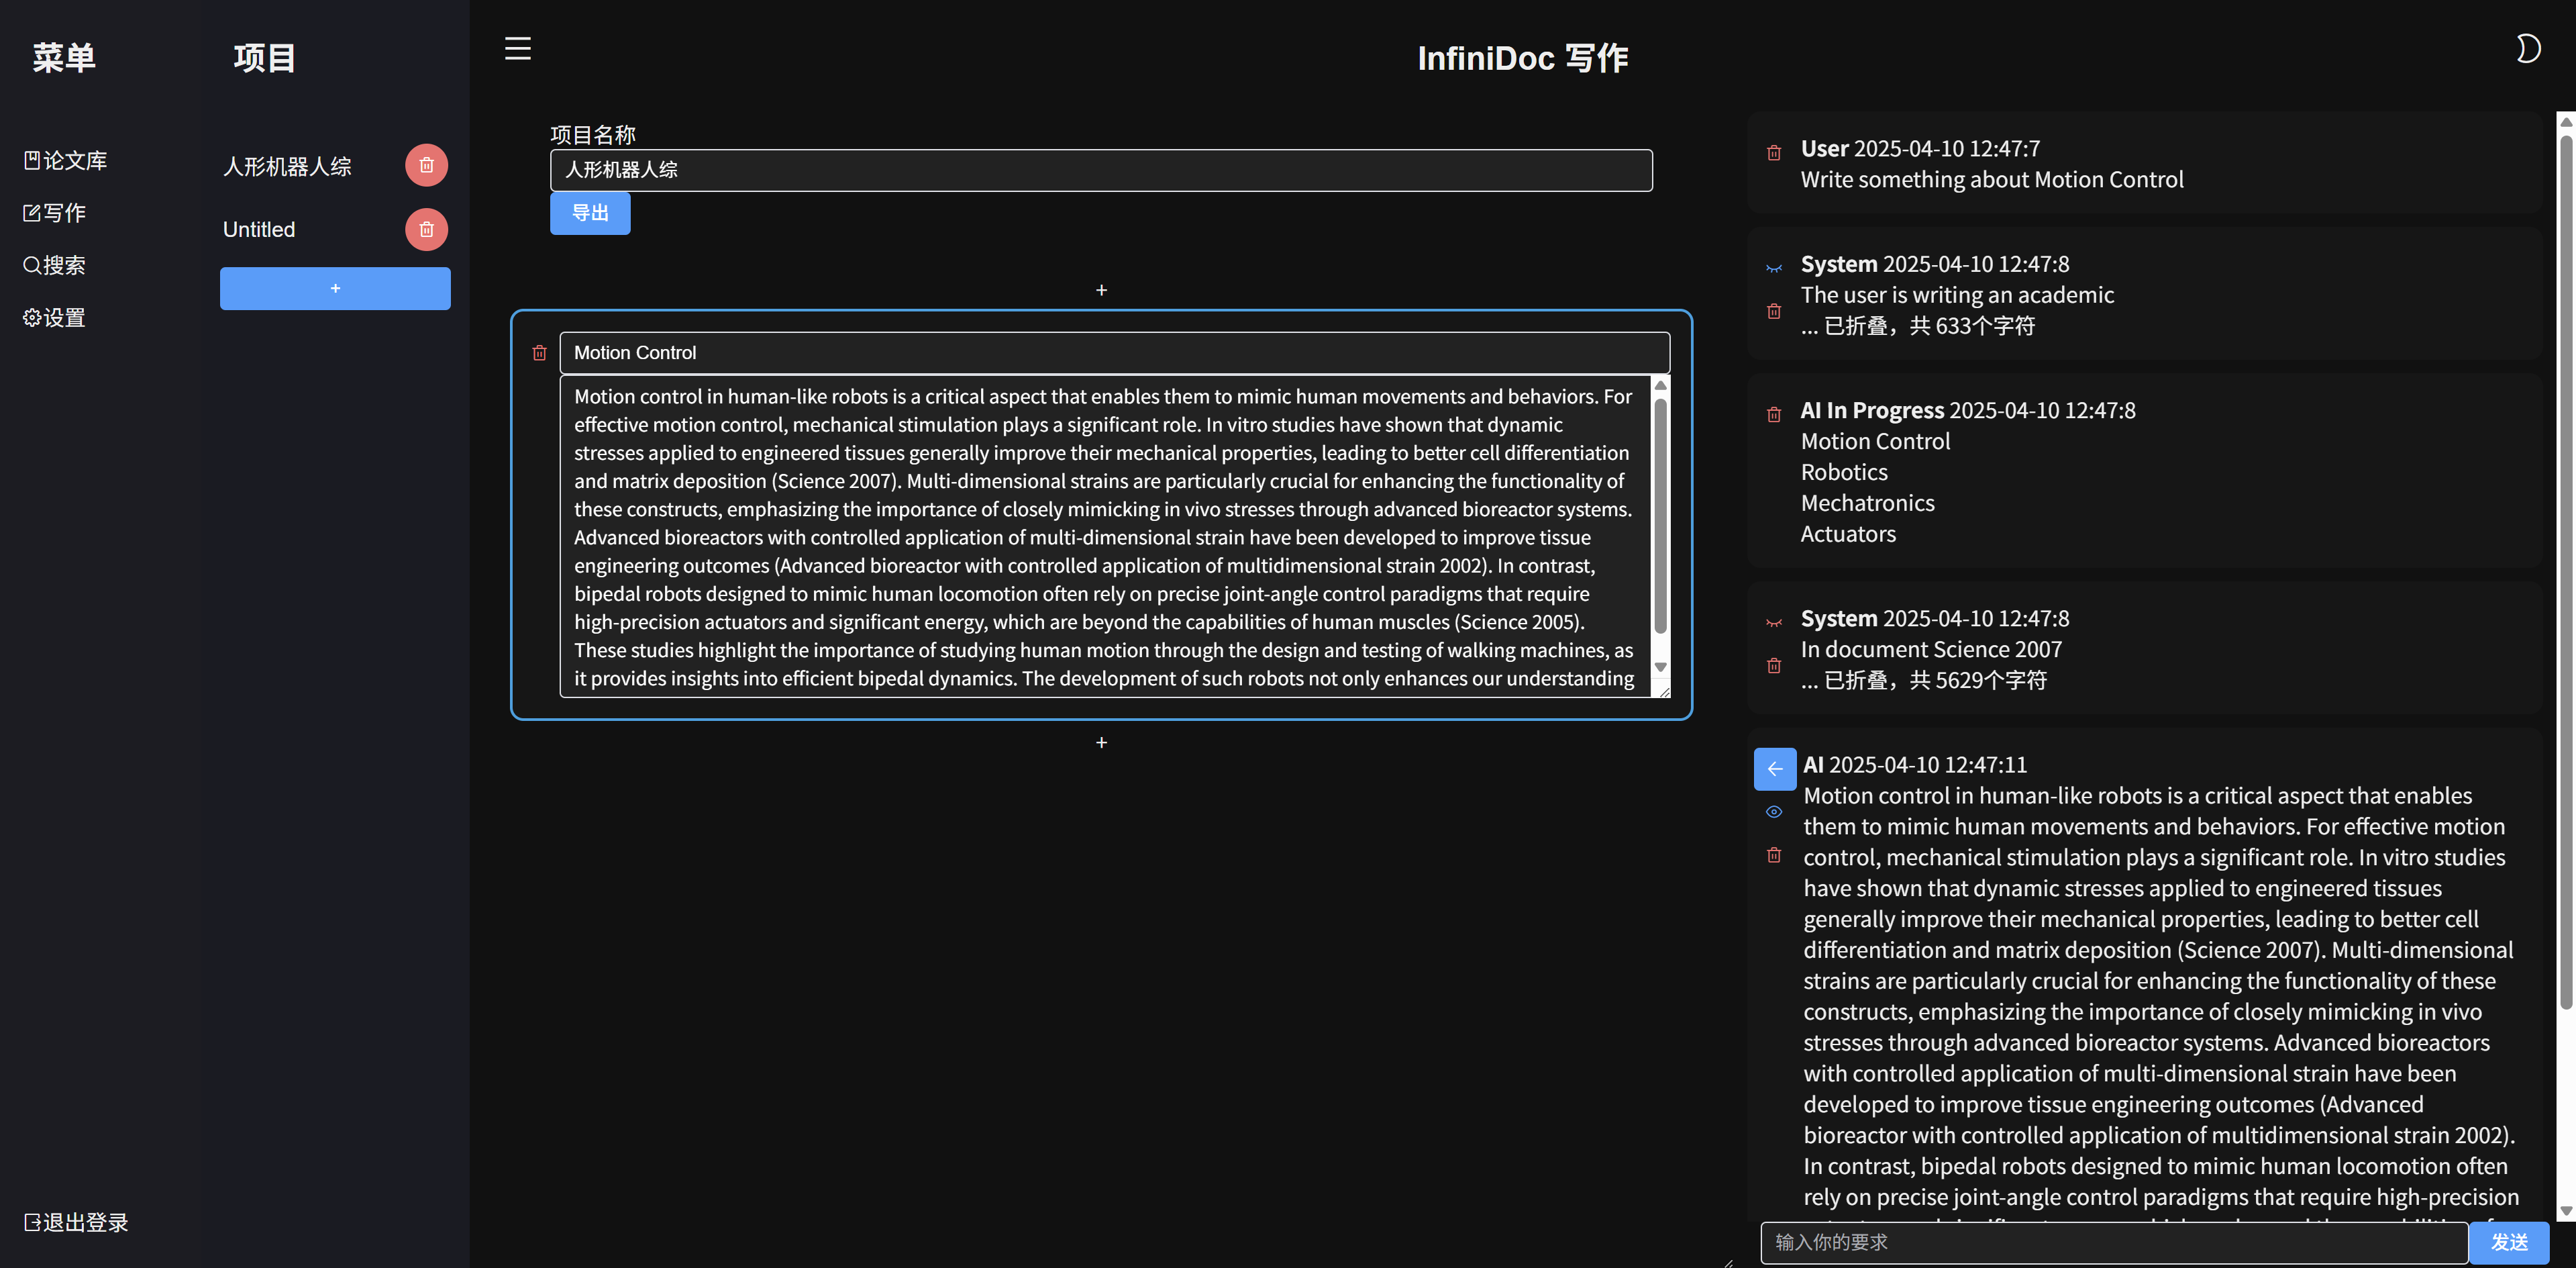 菜单
论文库
写作
搜索
设置
退出登录
项目
人形机器人综
Untitled
+
InfiniDoc 写作
项目名称
人形机器人综
导出
+
Motion Control
Motion control in human-like robots is a critical aspect that enables them to mimic human movements and behaviors. For
effective motion control, mechanical stimulation plays a significant role. In vitro studies have shown that dynamic
stresses applied to engineered tissues generally improve their mechanical properties, leading to better cell differentiation
and matrix deposition (Science 2007). Multi-dimensional strains are particularly crucial for enhancing the functionality of
these constructs, emphasizing the importance of closely mimicking in vivo stresses through advanced bioreactor systems.
Advanced bioreactors with controlled application of multi-dimensional strain have been developed to improve tissue
engineering outcomes (Advanced bioreactor with controlled application of multidimensional strain 2002). In contrast,
bipedal robots designed to mimic human locomotion often rely on precise joint-angle control paradigms that require
high-precision actuators and significant energy, which are beyond the capabilities of human muscles (Science 2005).
These studies highlight the importance of studying human motion through the design and testing of walking machines, as
it provides insights into efficient bipedal dynamics. The development of such robots not only enhances our understanding
+
User 2025-04-10 12:47:7
Write something about Motion Control
System 2025-04-10 12:47:8
The user is writing an academic
... 已折叠，共 633个字符
AI In Progress 2025-04-10 12:47:8
Motion Control
Robotics
Mechatronics
Actuators
System 2025-04-10 12:47:8
In document Science 2007
... 已折叠，共 5629个字符
AI 2025-04-10 12:47:11
Motion control in human-like robots is a critical aspect that enables
them to mimic human movements and behaviors. For effective motion
control, mechanical stimulation plays a significant role. In vitro studies
have shown that dynamic stresses applied to engineered tissues
generally improve their mechanical properties, leading to better cell
differentiation and matrix deposition (Science 2007). Multi-dimensional
strains are particularly crucial for enhancing the functionality of these
constructs, emphasizing the importance of closely mimicking in vivo
stresses through advanced bioreactor systems. Advanced bioreactors
with controlled application of multi-dimensional strain have been
developed to improve tissue engineering outcomes (Advanced
bioreactor with controlled application of multidimensional strain 2002).
In contrast, bipedal robots designed to mimic human locomotion often
rely on precise joint-angle control paradigms that require high-precision
输入你的要求
发送